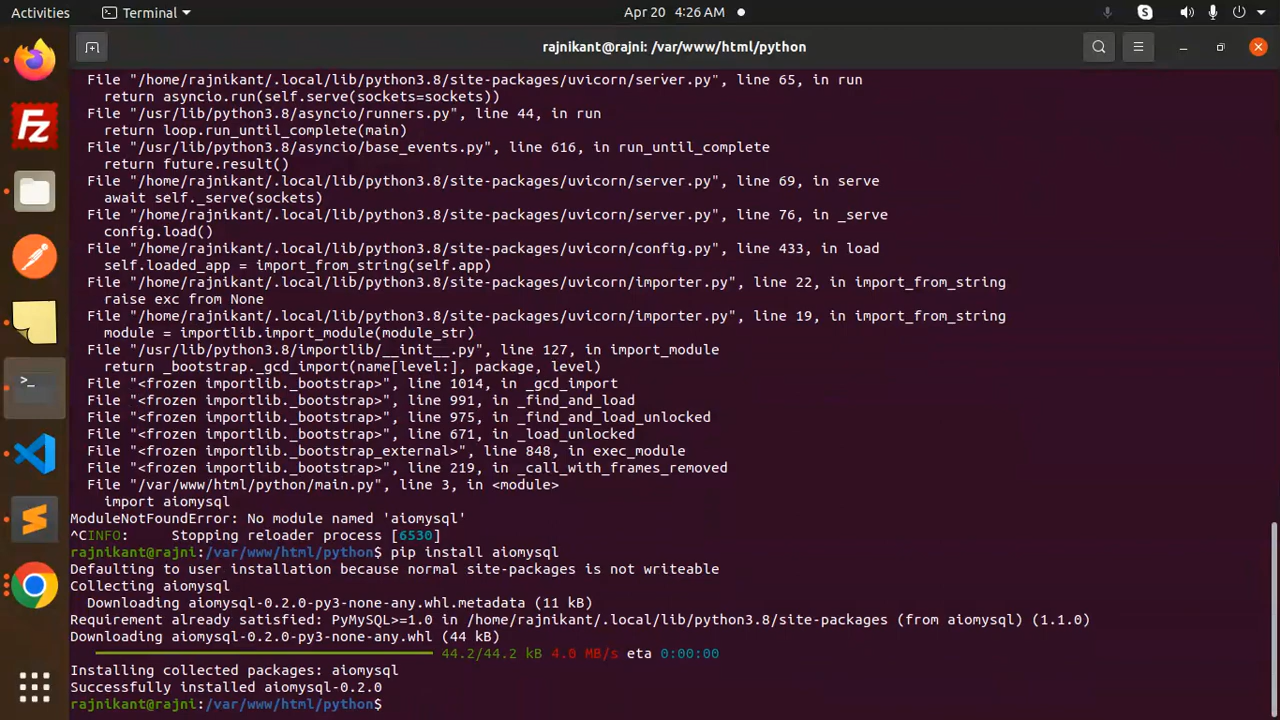 Activities
Terminal
Apr 20 4:26 AM
rajnikant@rajni: /var/www/html/python
File "/home/rajnikant/.local/lib/python3.8/site-packages/uvicorn/server.py", line 65, in run
return asyncio.run(self.serve(sockets=sockets))
File "/usr/lib/python3.8/asyncio/runners.py", line 44, in run
return loop.run_until_complete(main)
File "/usr/lib/python3.8/asyncio/base_events.py", line 616, in run_until_complete
return future.result()
File "/home/rajnikant/.local/lib/python3.8/site-packages/uvicorn/server.py", line 69, in serve
await self._serve(sockets)
File "/home/rajnikant/.local/lib/python3.8/site-packages/uvicorn/server.py", line 76, in _serve
config.load()
File "/home/rajnikant/.local/lib/python3.8/site-packages/uvicorn/config.py", line 433, in load
self.loaded_app = import_from_string(self.app)
File "/home/rajnikant/.local/lib/python3.8/site-packages/uvicorn/importer.py", line 22, in import_from_string
raise exc from None
File "/home/rajnikant/.local/lib/python3.8/site-packages/uvicorn/importer.py", line 19, in import_from_string
module = importlib.import_module(module_str)
File "/usr/lib/python3.8/importlib/__init__.py", line 127, in import_module
return _bootstrap._gcd_import(name[level:], package, level)
File "<frozen importlib._bootstrap>", line 1014, in _gcd_import
File "<frozen importlib._bootstrap>", line 991, in _find_and_load
File "<frozen importlib._bootstrap>", line 975, in _find_and_load_unlocked
File "<frozen importlib._bootstrap>", line 671, in _load_unlocked
File "<frozen importlib._bootstrap_external>", line 848, in exec_module
File "<frozen importlib._bootstrap>", line 219, in _call_with_frames_removed
File "/var/www/html/python/main.py", line 3, in <module>
import aiomysql
ModuleNotFoundError: No module named 'aiomysql'
^CINFO: Stopping reloader process [6530]
rajnikant@rajni:/var/www/html/python$ pip install aiomysql
Defaulting to user installation because normal site-packages is not writeable
Collecting aiomysql
Downloading aiomysql-0.2.0-py3-none-any.whl.metadata (11 kB)
Requirement already satisfied: PyMySQL>=1.0 in /home/rajnikant/.local/lib/python3.8/site-packages (from aiomysql) (1.1.0)
Downloading aiomysql-0.2.0-py3-none-any.whl (44 kB)
44.2/44.2 kB 4.8 MB/s eta 0:00:00
Installing collected packages: aiomysql
Successfully installed aiomysql-0.2.0
rajnikant@rajni:/var/www/html/python$